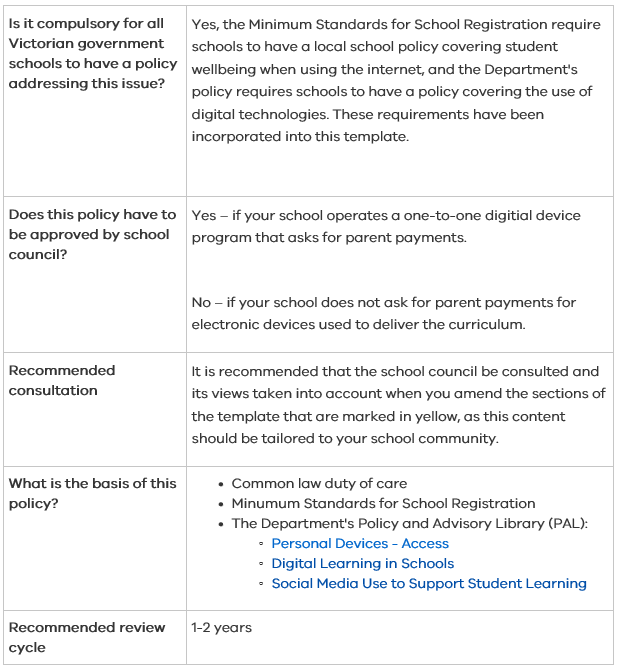 Is it compulsory for all
Victorian government
schools to have a policy
addressing this issue?
Yes, the Minimum Standards for School Registration require
schools to have a local school policy covering student
wellbeing when using the internet, and the Department's
policy requires schools to have a policy covering the use of
digital technologies. These requirements have been
incorporated into this template.
Does this policy have to
be approved by school
council?
Yes – if your school operates a one-to-one digitial device
program that asks for parent payments.
No – if your school does not ask for parent payments for
electronic devices used to deliver the curriculum.
Recommended
consultation
It is recommended that the school council be consulted and
its views taken into account when you amend the sections of
the template that are marked in yellow, as this content
should be tailored to your school community.
What is the basis of this
policy?
• Common law duty of care
• Minumum Standards for School Registration
• The Department's Policy and Advisory Library (PAL):
◦ Personal Devices - Access
◦ Digital Learning in Schools
◦ Social Media Use to Support Student Learning
Recommended review
cycle
1-2 years